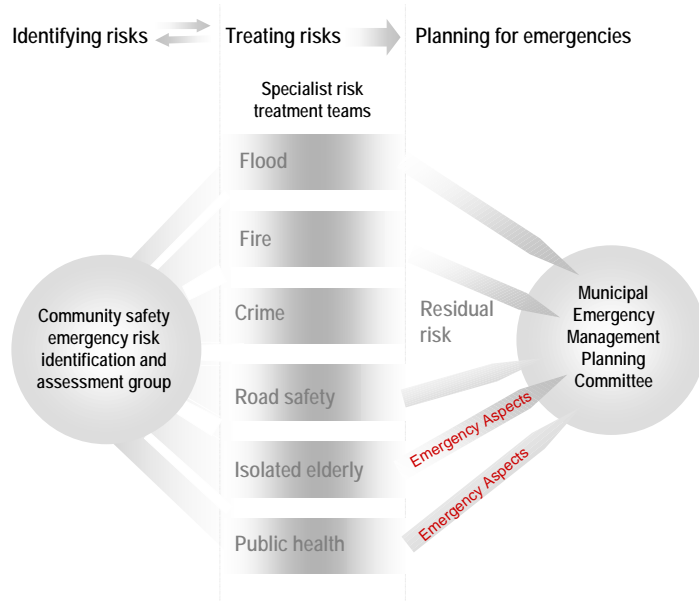 Identifying risks
Treating risks
Planning for emergencies
Specialist risk
treatment teams
Flood
Fire
Crime
Road safety
Isolated elderly
Public health
Community safety
emergency risk
identification and
assessment group
Residual
risk
Emergency Aspects
Emergency Aspects
Municipal
Emergency
Management
Planning
Committee